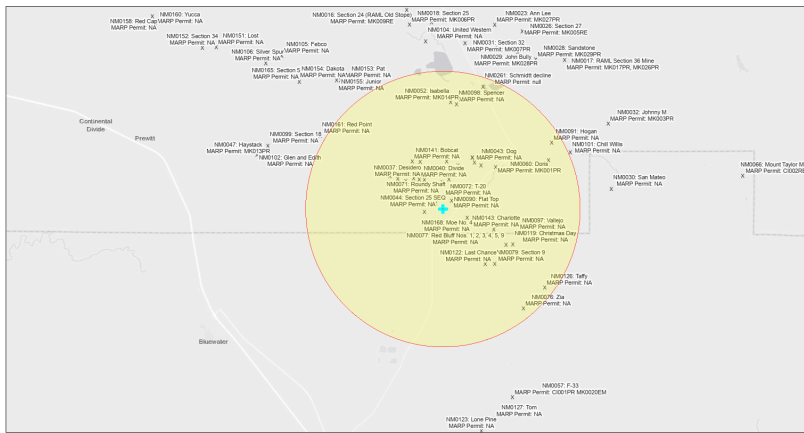 NM0160: Yucca
MARP Permit: NA
NM0158: Red Cap
MARP Permit: NA
NM0016: Section 24 (RAML Old Stope)
MARP Permit: MK009RE
NM0018: Section 25
MARP Permit: MK006PR
NM0023: Ann Lee
MARP Permit: MK027PR
NM0026: Section 27
MARP Permit: MK005RE
NM0104: United Western
MARP Permit: NA
NM0152: Section 34
MARP Permit: NA
NM0151: Lost
MARP Permit: NA
NM0105: Febco
MARP Permit: NA
NM0106: Silver Spur
MARP Permit: NA
NM0031: Section 32
MARP Permit: MK007PR
NM0029: John Bully
MARP Permit: MK028PR
NM0028: Sandstone
MARP Permit: MK029PR
NM0017: RAML Section 36 Mine
MARP Permit: MK017PR, MK026PR
NM0165: Section 5
MARP Permit: NA
NM0154: Dakota
MARP Permit: NA
NM0153: Pat
MARP Permit: NA
NM0155: Junior
MARP Permit: NA
NM0261: Schmidt decline
MARP Permit: null
NM0052: Isabella
MARP Permit: MK014PR
NM0098: Spencer
MARP Permit: NA
NM0032: Johnny M
MARP Permit: MK003PR
Continental
Divide
Prewitt
NM0161: Red Point
MARP Permit: NA
NM0099: Section 18
MARP Permit: NA
NM0091: Hogan
MARP Permit: NA
NM0101: Chill Willis
MARP Permit: NA
NM0047: Haystack
MARP Permit: MK013PR
NM0102: Glen and Edith
MARP Permit: NA
NM0141: Bobcat
MARP Permit: NA
NM0043: Dog
MARP Permit: NA
NM0060: Doris
MARP Permit: MK001PR
NM0037: Desidero
MARP Permit: NA
NM0040: Divide
MARP Permit: NA
NM0066: Mount Taylor M
MARP Permit: CI002RE
NM0030: San Mateo
MARP Permit: NA
NM0071: Roundy Shaft
MARP Permit: NA
NM0072: T-20
MARP Permit: NA
NM0044: Section 25 SEQ
MARP Permit: NA
NM0090: Flat Top
MARP Permit: NA
NM0168: Moe No. 4
MARP Permit: NA
NM0143: Charlotte
MARP Permit: NA
NM0097: Vallejo
MARP Permit: NA
NM0077: Red Bluff Nos. 1, 2, 3, 4, 5, 9
MARP Permit: NA
NM0119: Christmas Day
MARP Permit: NA
NM0122: Last Chance
MARP Permit: NA
NM0079: Section 9
MARP Permit: NA
NM0126: Taffy
MARP Permit: NA
NM0076: Zia
MARP Permit: NA
Bluewater
NM0057: F-33
MARP Permit: CI001PR MK0020EM
NM0127: Tom
MARP Permit: NA
NM0123: Lone Pine
MARP Permit: NA